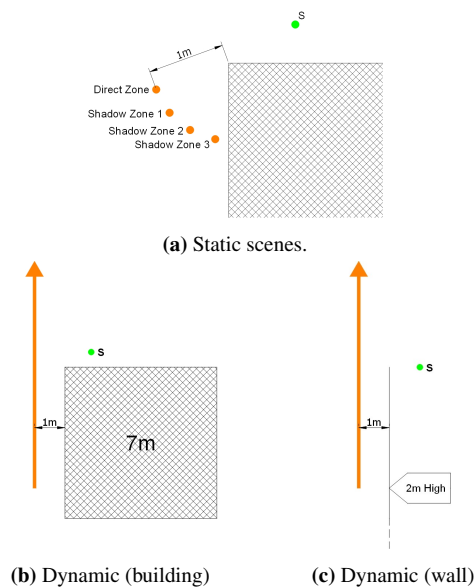 S
1m
Direct Zone
Shadow Zone 1
Shadow Zone 2
Shadow Zone 3
(a) Static scenes.
S
1m
7m
S
1m
2m High
(b) Dynamic (building)
(c) Dynamic (wall)